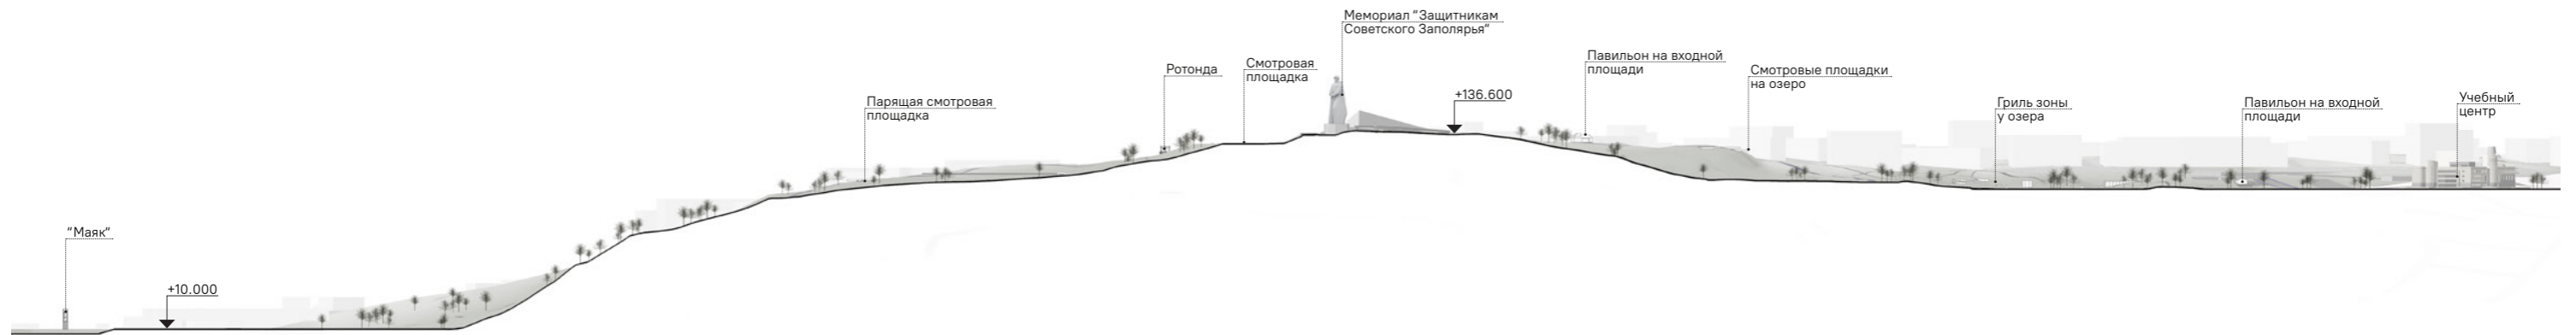 "Маяк"
+10.000
Парящая смотровая
площадка
Ротонда
Смотровая
площадка
Мемориал "Защитникам
Советского Заполярья"
+136.600
Павильон на входной
площади
Смотровые площадки
на озеро
Гриль зоны
у озера
Павильон на входной
площади
Учебный
центр